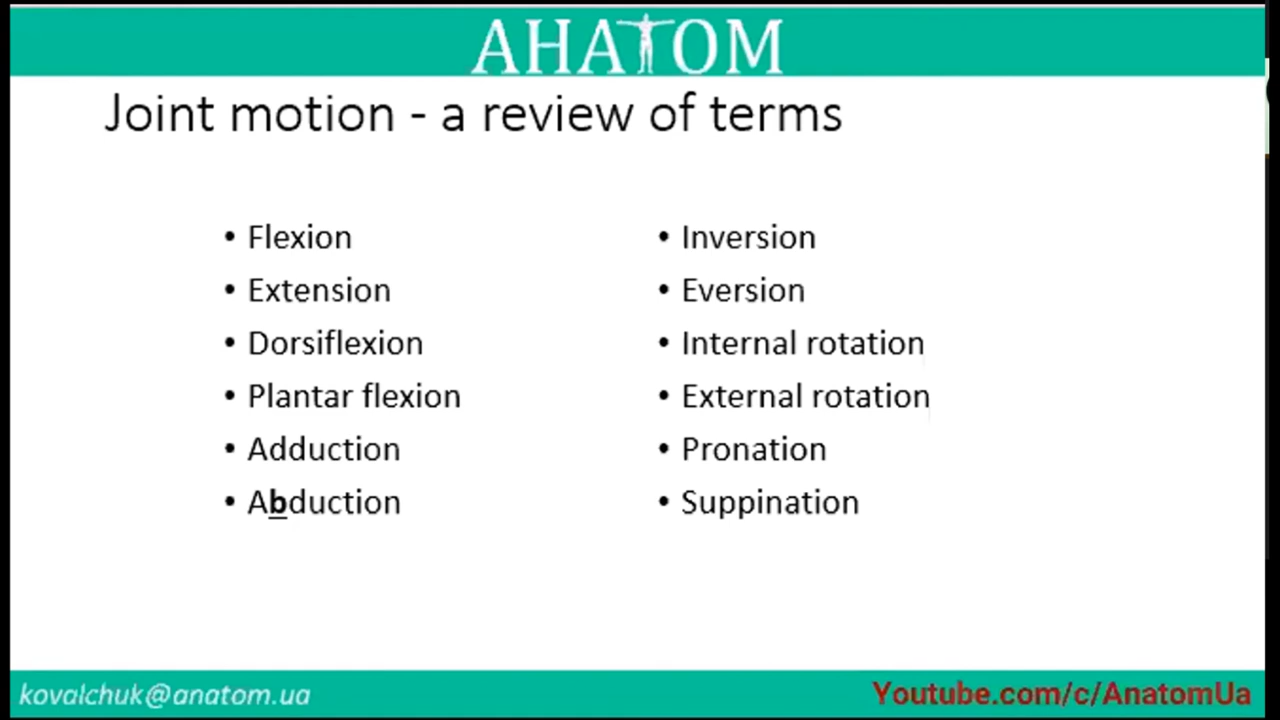 АНАТОМ
Joint motion - a review of terms
• Flexion
• Extension
• Dorsiflexion
• Plantar flexion
• Adduction
• Abduction
• Inversion
• Eversion
• Internal rotation
• External rotation
• Pronation
• Suppination
kovalchuk@anatom.ua
Youtube.com/c/AnatomUa